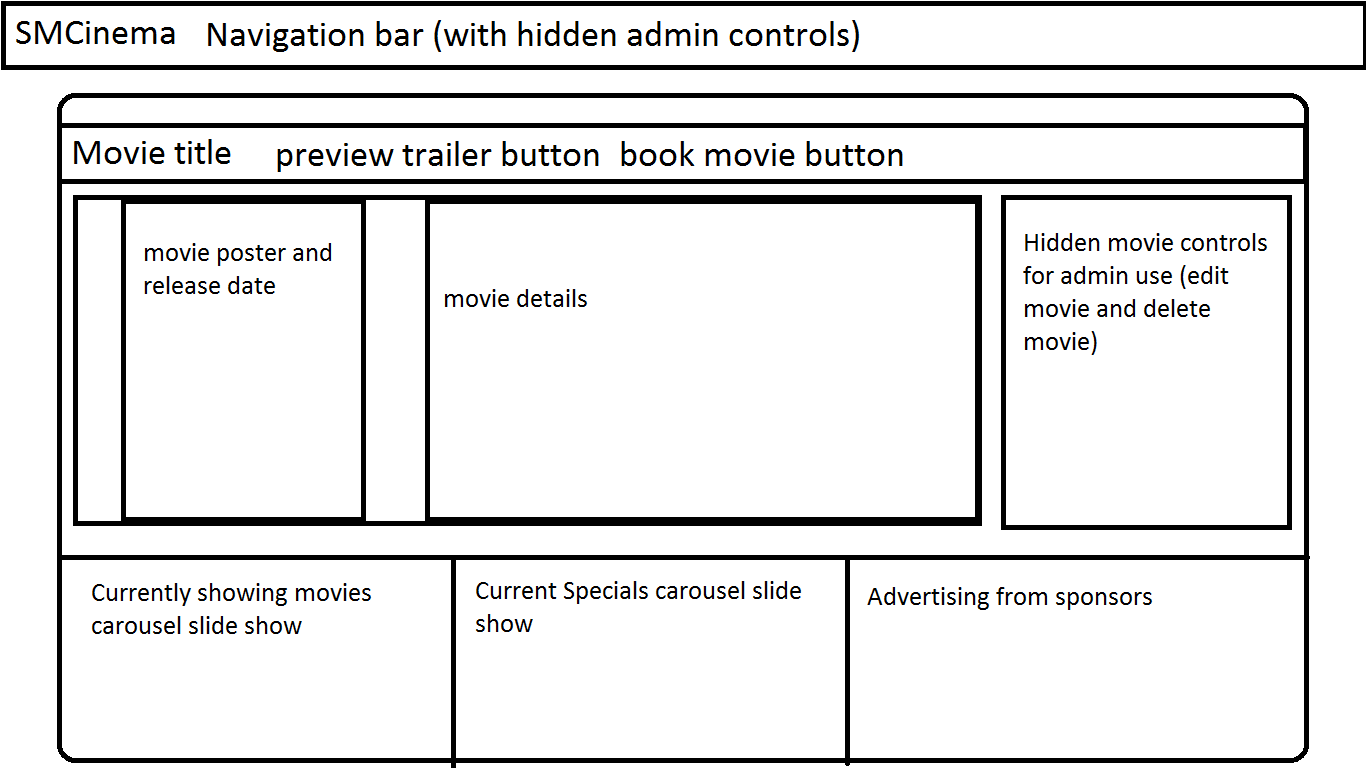 SMCinema Navigation bar (with hidden admin controls)
Movie title preview trailer button book movie button
movie poster and
release date
movie details
Hidden movie controls
for admin use (edit
movie and delete
movie)
Currently showing movies
carousel slide show
Current Specials carousel slide
show
Advertising from sponsors